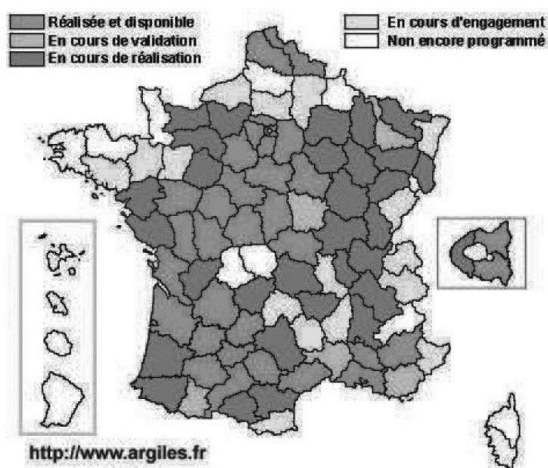 Réalisée et disponible
En cours de validation
En cours de réalisation
En cours d'engagement
Non encore programmé
http://www.argiles.fr